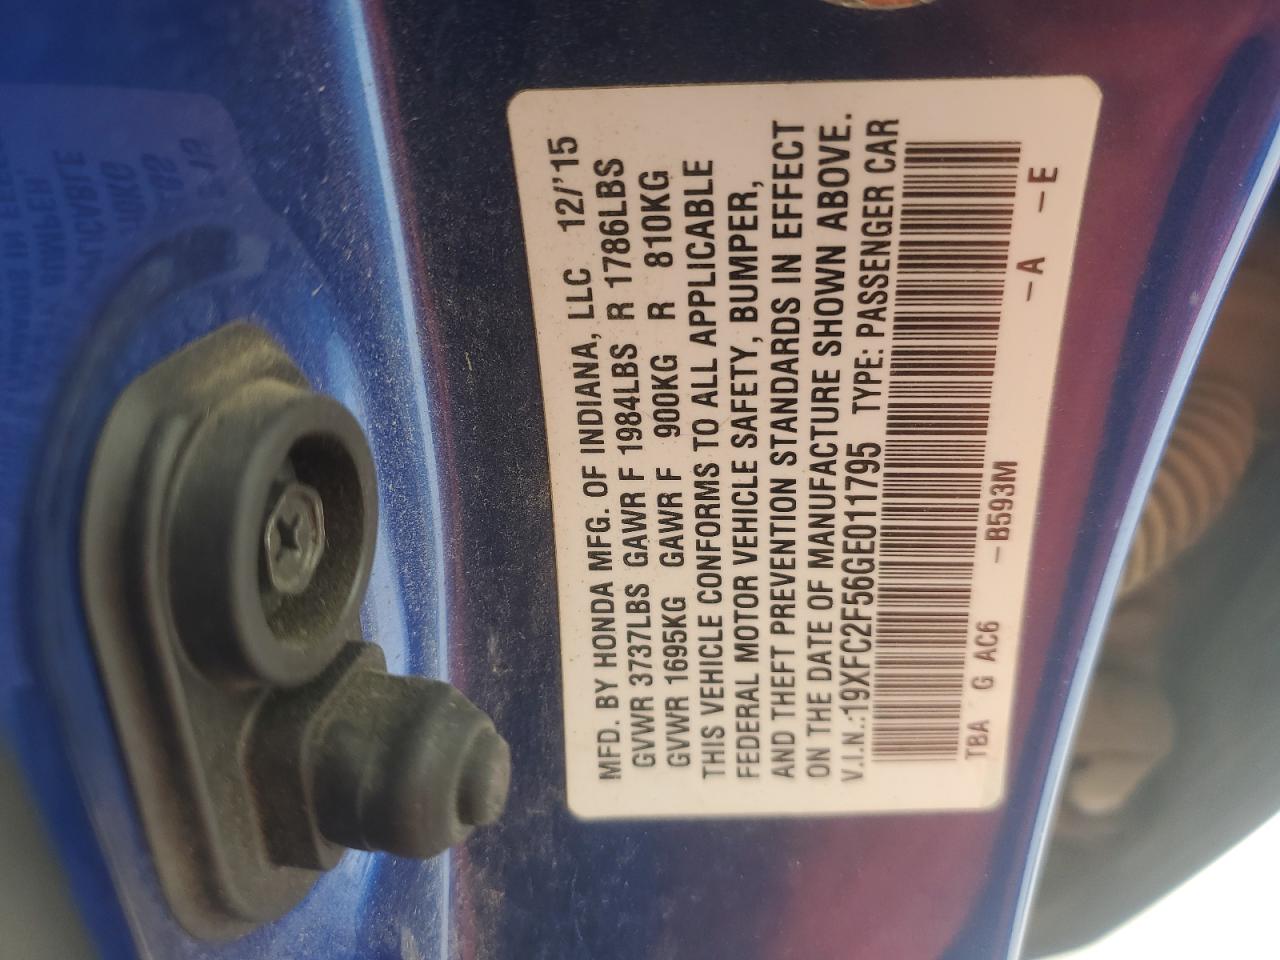 MFD. BY HONDA MFG. OF INDIANA, LLC 12/'15
GVWR 3737LBS GAWR F 1984LBS R 1786LBS
GVWR 1695KG GAWR F 900KG R 810KG
THIS VEHICLE CONFORMS TO ALL APPLICABLE
FEDERAL MOTOR VEHICLE SAFETY, BUMPER,
AND THEFT PREVENTION STANDARDS IN EFFECT
ON THE DATE OF MANUFACTURE SHOWN ABOVE.
V.I.N.:19XFC2F56GE011795 TYPE: PASSENGER CAR
TBA G AC6 -B593M -A -E